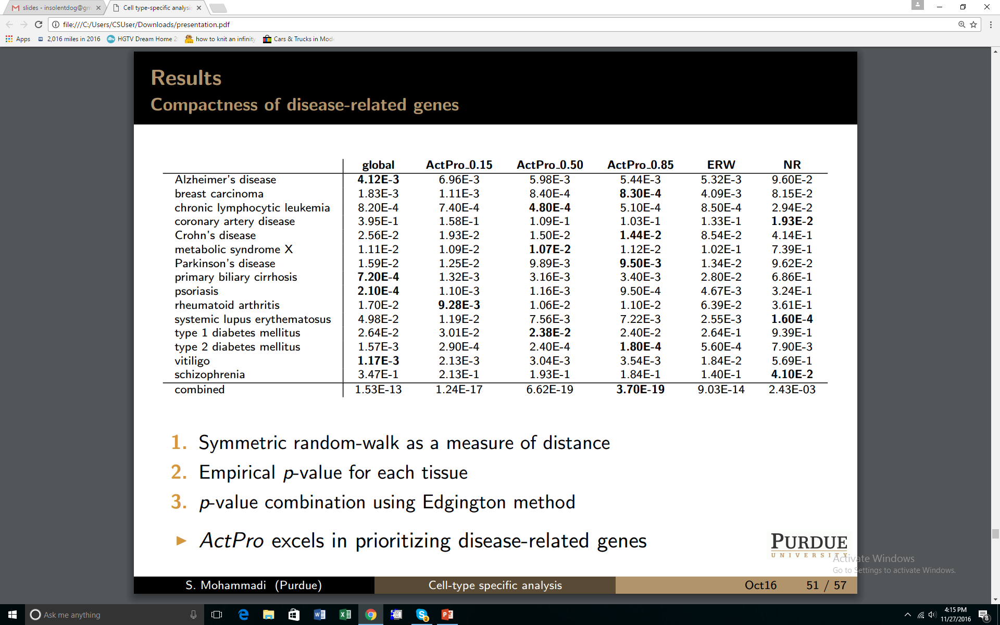 slides - insolentdog@gm
Cell type-specific analysis
file:///C:/Users/CSUser/Downloads/presentation.pdf
Apps 2,016 miles in 2016 HGTV Dream Home 2 how to knit an infinity Cars & Trucks in Mod
Results
Compactness of disease-related genes
global ActPro_0.15 ActPro_0.50 ActPro_0.85 ERW NR
Alzheimer's disease 4.12E-3 6.96E-3 5.98E-3 5.44E-3 5.32E-3 9.60E-2
breast carcinoma 1.83E-3 1.11E-3 8.40E-4 8.30E-4 4.09E-3 8.15E-2
chronic lymphocytic leukemia 8.20E-4 7.40E-4 4.80E-4 5.10E-4 8.50E-4 2.94E-2
coronary artery disease 3.95E-1 1.58E-1 1.09E-1 1.03E-1 1.33E-1 1.93E-2
Crohn's disease 2.56E-2 1.93E-2 1.50E-2 1.44E-2 8.54E-2 4.14E-1
metabolic syndrome X 1.11E-2 1.09E-2 1.07E-2 1.12E-2 1.02E-1 7.39E-1
Parkinson's disease 1.59E-2 1.25E-2 9.89E-3 9.50E-3 1.34E-2 9.62E-2
primary biliary cirrhosis 7.20E-4 1.32E-3 3.16E-3 3.40E-3 2.80E-2 6.86E-1
psoriasis 2.10E-4 1.10E-3 1.16E-3 9.50E-4 4.67E-3 3.24E-1
rheumatoid arthritis 1.70E-2 9.28E-3 1.06E-2 1.10E-2 6.39E-2 3.61E-1
systemic lupus erythematosus 4.98E-2 1.19E-2 7.56E-3 7.22E-3 2.55E-3 1.60E-4
type 1 diabetes mellitus 2.64E-2 3.01E-2 2.38E-2 2.40E-2 2.64E-1 9.39E-1
type 2 diabetes mellitus 1.57E-3 2.90E-4 2.40E-4 1.80E-4 5.60E-4 7.90E-3
vitiligo 1.17E-3 2.13E-3 3.04E-3 3.54E-3 1.84E-2 5.69E-1
schizophrenia 3.47E-1 2.13E-1 1.93E-1 1.84E-1 1.40E-1 4.10E-2
combined 1.53E-13 1.24E-17 6.62E-19 3.70E-19 9.03E-14 2.43E-03
1. Symmetric random-walk as a measure of distance
2. Empirical p-value for each tissue
3. p-value combination using Edgington method
ActPro excels in prioritizing disease-related genes
PURDUE
UNIVERSITY
Activate Windows
Go to Settings to activate Windows.
S. Mohammadi (Purdue) Cell-type specific analysis Oct16 51 / 57
Ask me anything
4:15 PM
11/27/2016